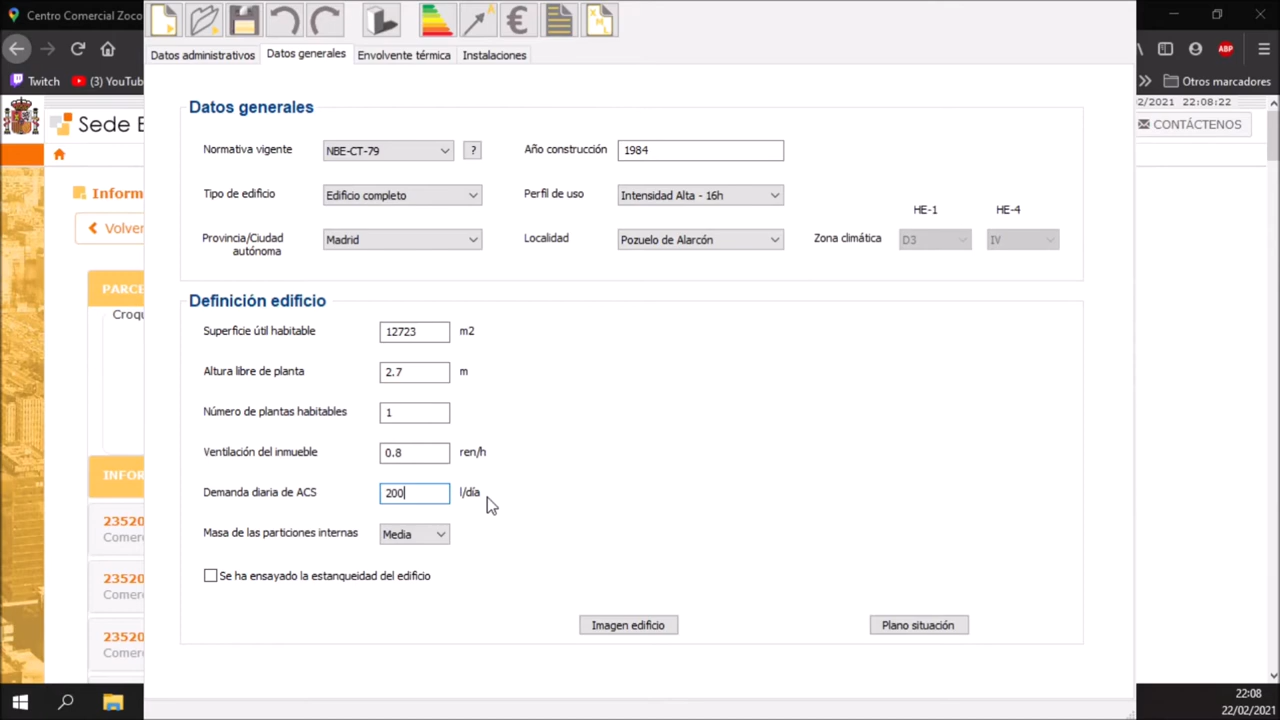 Centro Comercial Zoco
Twitch (3) YouTub
ABP
Otros marcadores
2/2021 22:08:22
Sede E
CONTÁCTENOS
Inform
Volver
PARCE
Croqu
INFOR
23520
Comerc
23520
Comerc
23520
Comerc
Datos administrativos Datos generales Envolvente térmica Instalaciones
Datos generales
Normativa vigente NBE-CT-79 ? Año construcción 1984
Tipo de edificio Edificio completo Perfil de uso Intensidad Alta - 16h
HE-1 HE-4
Provincia/Ciudad
autónoma
Madrid Localidad Pozuelo de Alarcón Zona climática D3 IV
Definición edificio
Superficie útil habitable 12723 m2
Altura libre de planta 2.7 m
Número de plantas habitables 1
Ventilación del inmueble 0.8 ren/h
Demanda diaria de ACS 200 l/día
Masa de las particiones internas Media
Se ha ensayado la estanqueidad del edificio
Imagen edificio Plano situación
22:08
22/02/2021